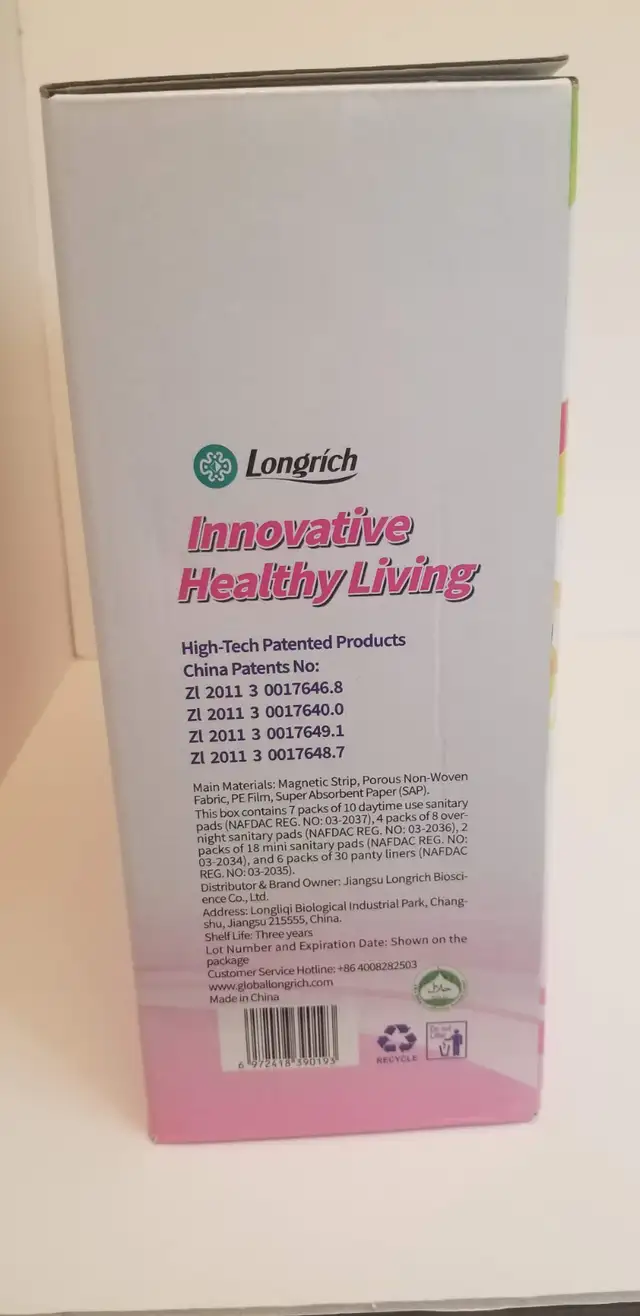 Longrich
Innovative
Healthy Living
High-Tech Patented Products
China Patents No:
Zl 2011 3 0017646.8
Zl 2011 3 0017640.0
Zl 2011 3 0017649.1
Zl 2011 3 0017648.7
Main Materials: Magnetic Strip, Porous Non-Woven
Fabric, PE Film, Super Absorbent Paper (SAP).
This box contains 7 packs of 10 daytime use sanitary
pads (NAFDAC REG. NO: 03-2037), 4 packs of 8 over-
night sanitary pads (NAFDAC REG. NO: 03-2036), 2
packs of 18 mini sanitary pads (NAFDAC REG. NO:
03-2034), and 6 packs of 30 panty liners (NAFDAC
REG. NO: 03-2035).
Distributor & Brand Owner: Jiangsu Longrich Biosci-
ence Co., Ltd.
Address: Longliqi Biological Industrial Park, Chang-
shu, Jiangsu 215555, China.
Shelf Life: Three years
Lot Number and Expiration Date: Shown on the
package
Customer Service Hotline: +86 4008282503
www.globallongrich.com
Made in China
حلال
6 972418 390193
RECYCLE
Do not
Litter